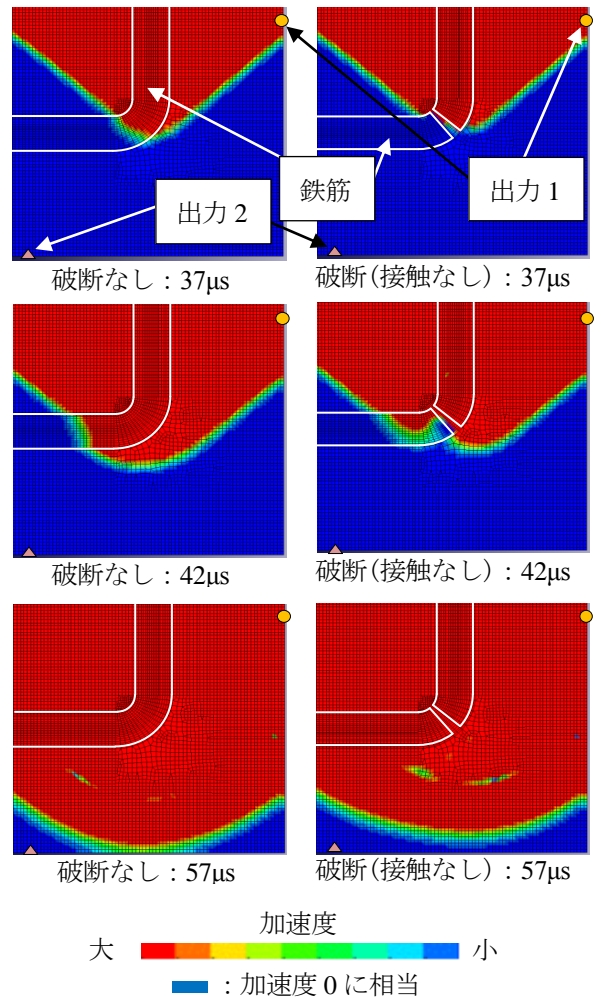 鉄筋
出力 1
出力 2
破断なし：37μs
破断(接触なし)：37μs
破断なし：42μs
破断(接触なし)：42μs
破断なし：57μs
破断(接触なし)：57μs
加速度
大
小
：加速度 0 に相当